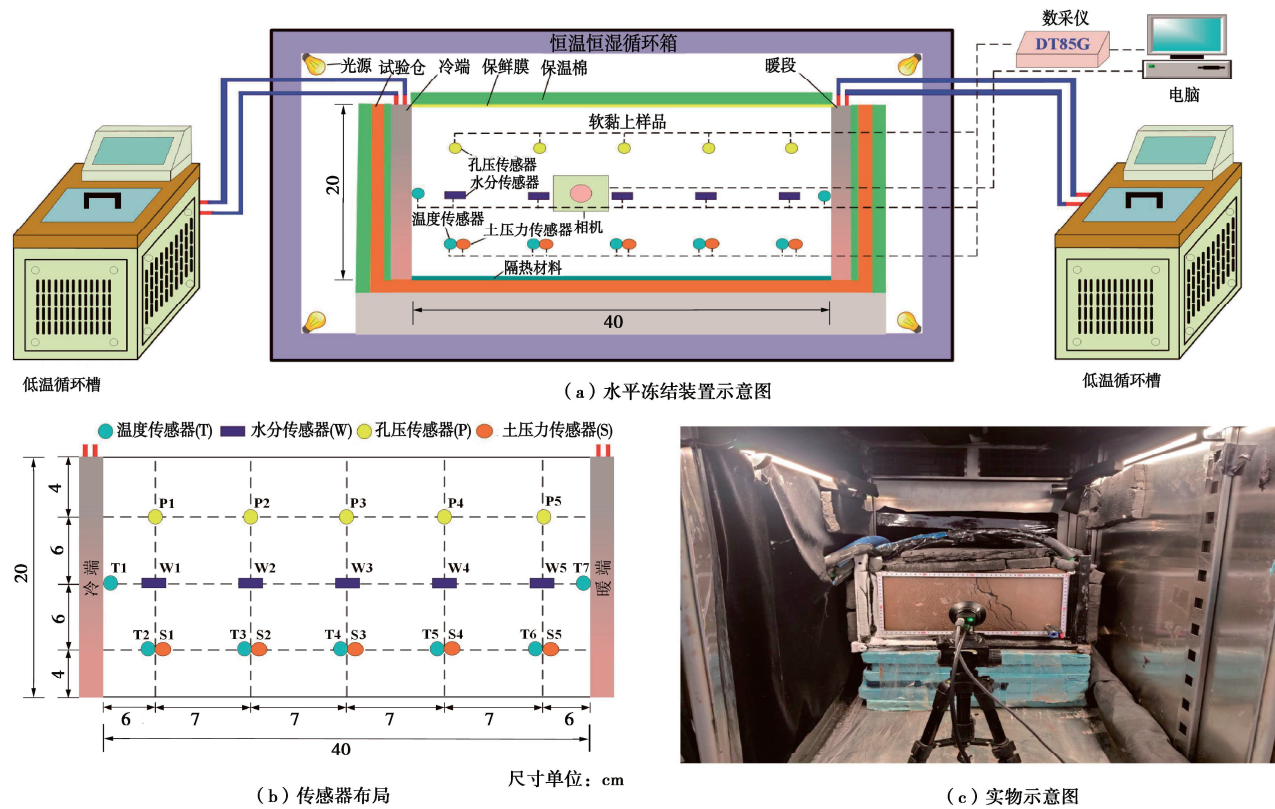 恒温恒湿循环箱
光源
试验仓
冷端
保鲜膜
保温棉
暖段
数采仪
DT85G
电脑
软黏上样品
孔压传感器
水分传感器
相机
温度传感器
土压力传感器
隔热材料
20
40
低温循环槽
低温循环槽
(a)水平冻结装置示意图
温度传感器(T)
水分传感器(W)
孔压传感器(P)
土压力传感器(S)
P1 P2 P3 P4 P5
T1 W1 W2 W3 W4 W5 T7
T2 S1 T3 S2 T4 S3 T5 S4 T6 S5
冷端
暖端
20
4
6
6
4
6 7 7 7 7 6
40
尺寸单位：cm
(b)传感器布局
(c)实物示意图